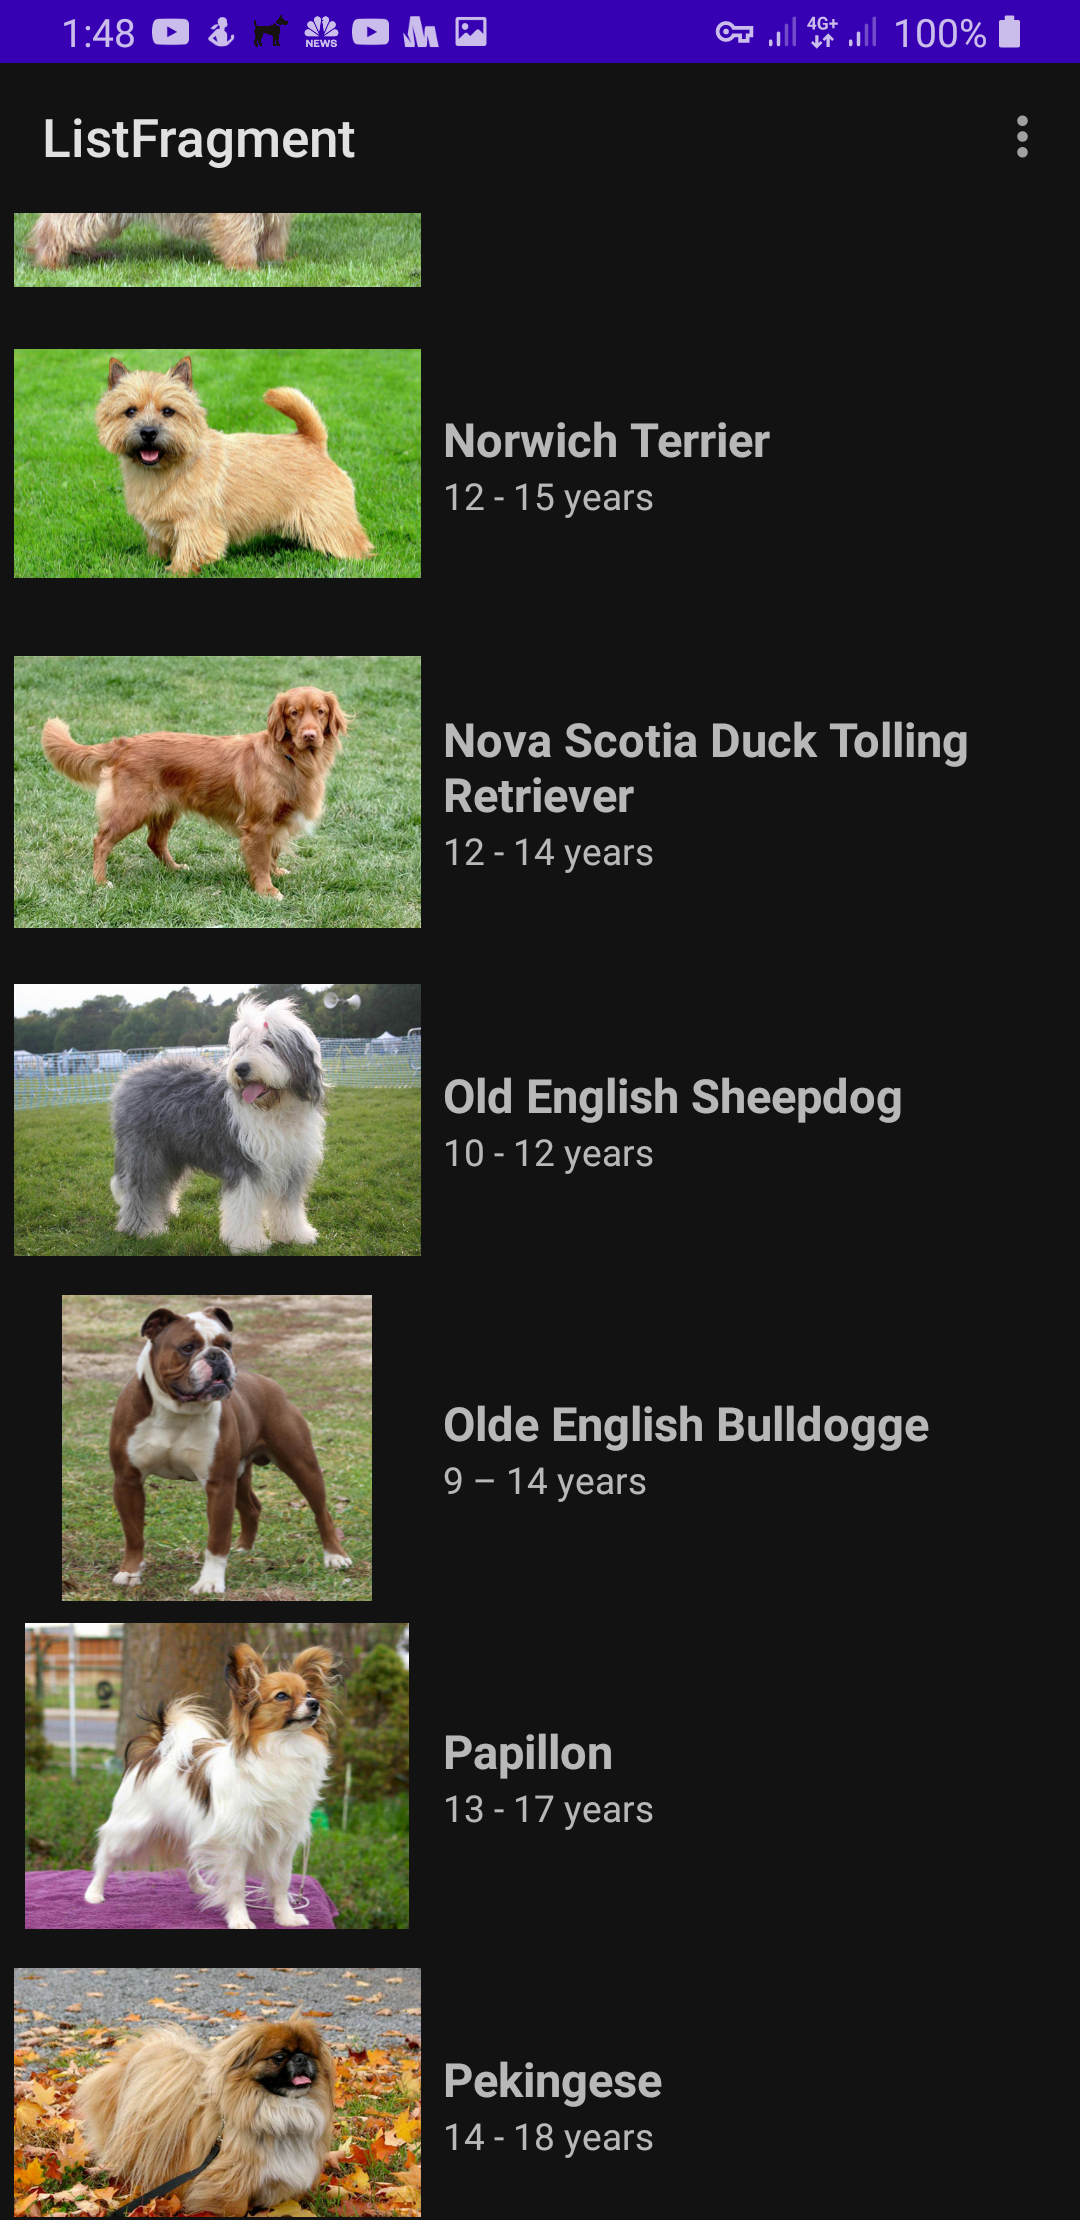 1:48
NEWS
4G+
100%
ListFragment
Norwich Terrier
12 - 15 years
Nova Scotia Duck Tolling
Retriever
12 - 14 years
Old English Sheepdog
10 - 12 years
Olde English Bulldogge
9 – 14 years
Papillon
13 - 17 years
Pekingese
14 - 18 years